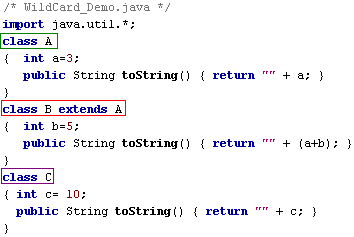 /* WildCard_Demo.java */
import java.util.*;
class A
{  int a=3;
   public String toString() { return "" + a; }
}
class B extends A
{  int b=5;
   public String toString() { return "" + (a+b); }
}
class C
{ int c= 10;
  public String toString() { return "" + c; }
}